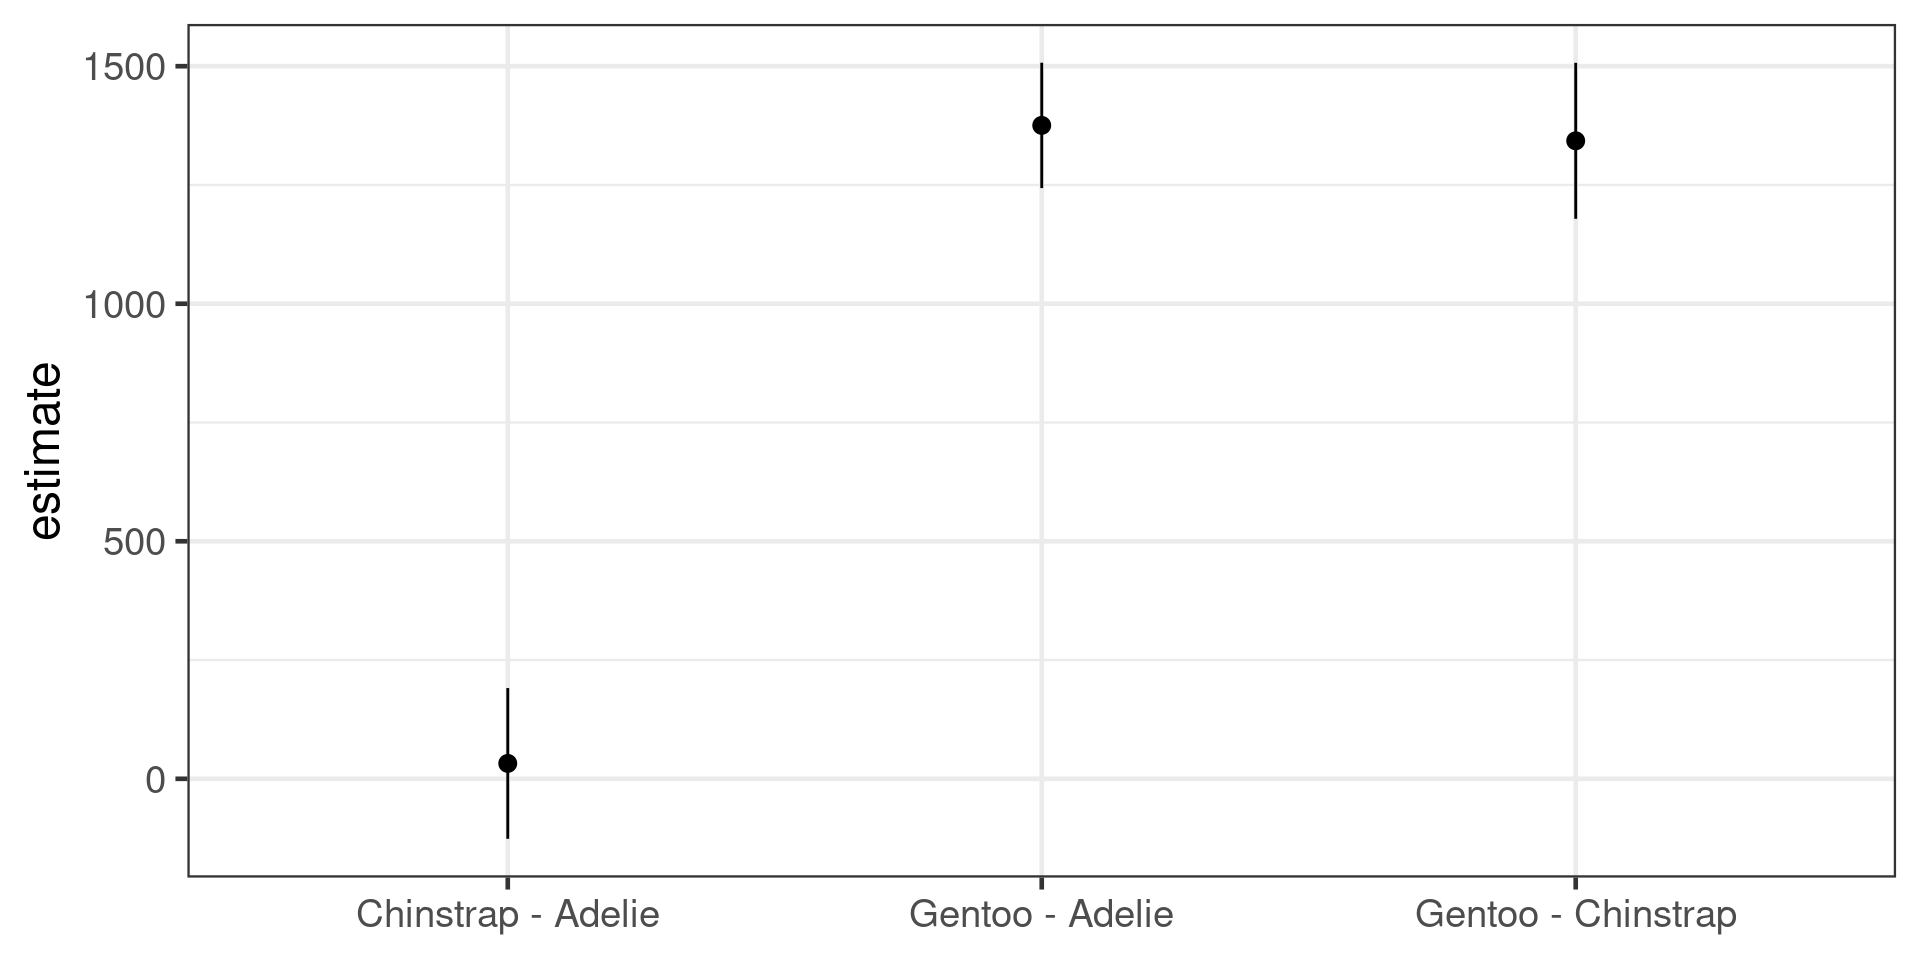 estimate
1500
1000
500
0
Chinstrap - Adelie
Gentoo - Adelie
Gentoo - Chinstrap